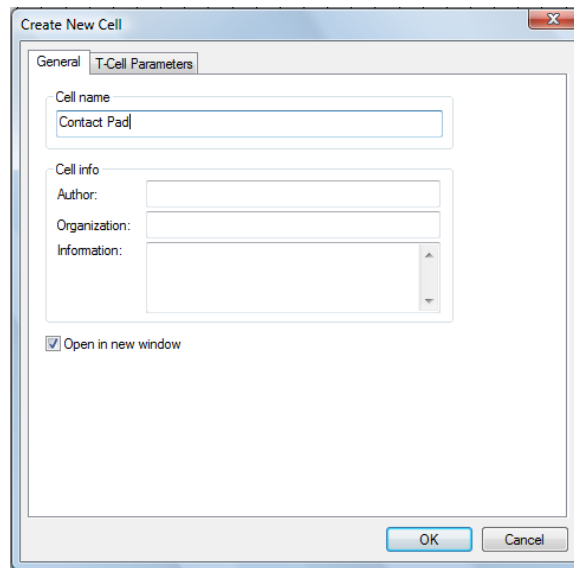 Create New Cell
General T-Cell Parameters
Cell name
Contact Pad
Cell info
Author:
Organization:
Information:
Open in new window
OK Cancel